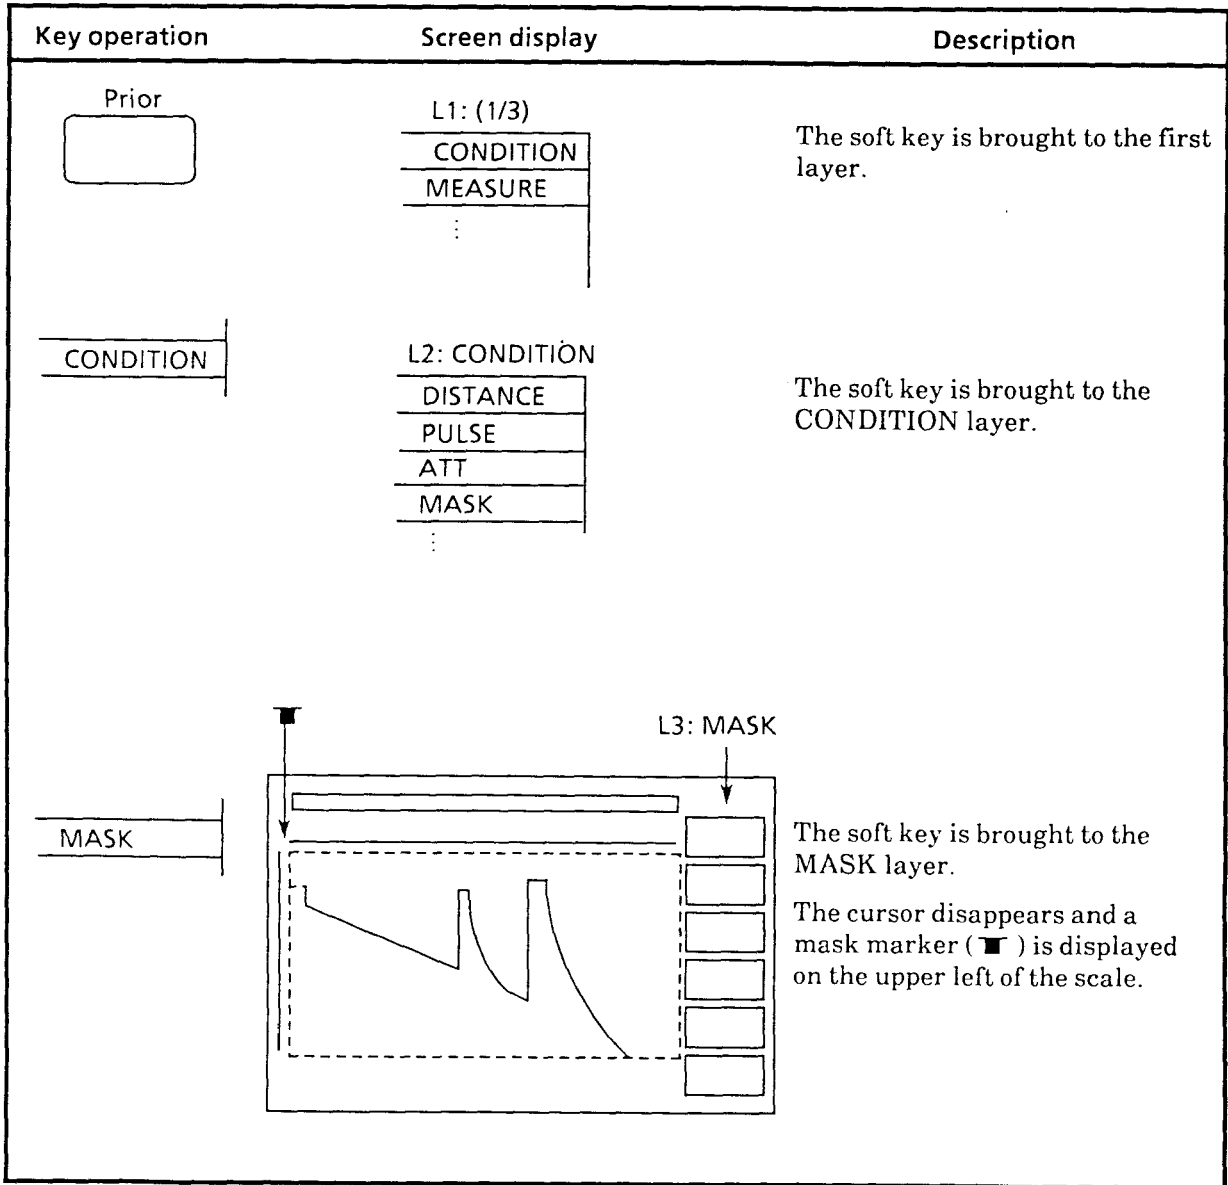 Key operation
Screen display
Description
Prior
L1: (1/3)
CONDITION
MEASURE
⋮
The soft key is brought to the first
layer.
CONDITION
L2: CONDITION
DISTANCE
PULSE
ATT
MASK
⋮
The soft key is brought to the
CONDITION layer.
L3: MASK
MASK
The soft key is brought to the
MASK layer.
The cursor disappears and a
mask marker ( ) is displayed
on the upper left of the scale.